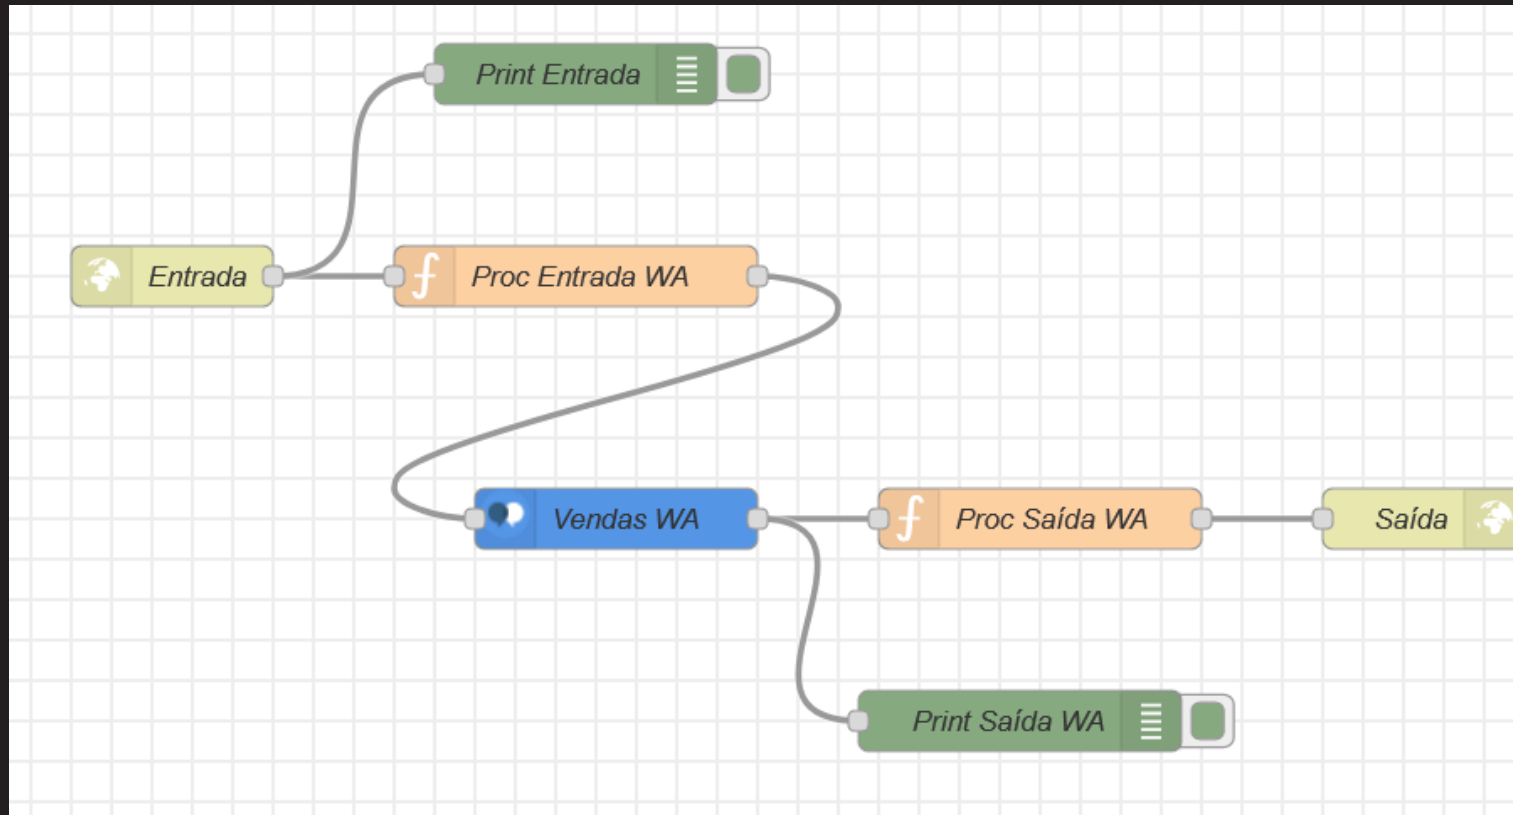 Print Entrada
Entrada
Proc Entrada WA
Vendas WA
Proc Saída WA
Saída
Print Saída WA